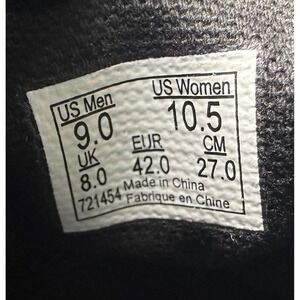 US Men US Women
9.0 10.5
UK EUR CM
8.0 42.0 27.0
721454 Made in China
Fabrique en Chine